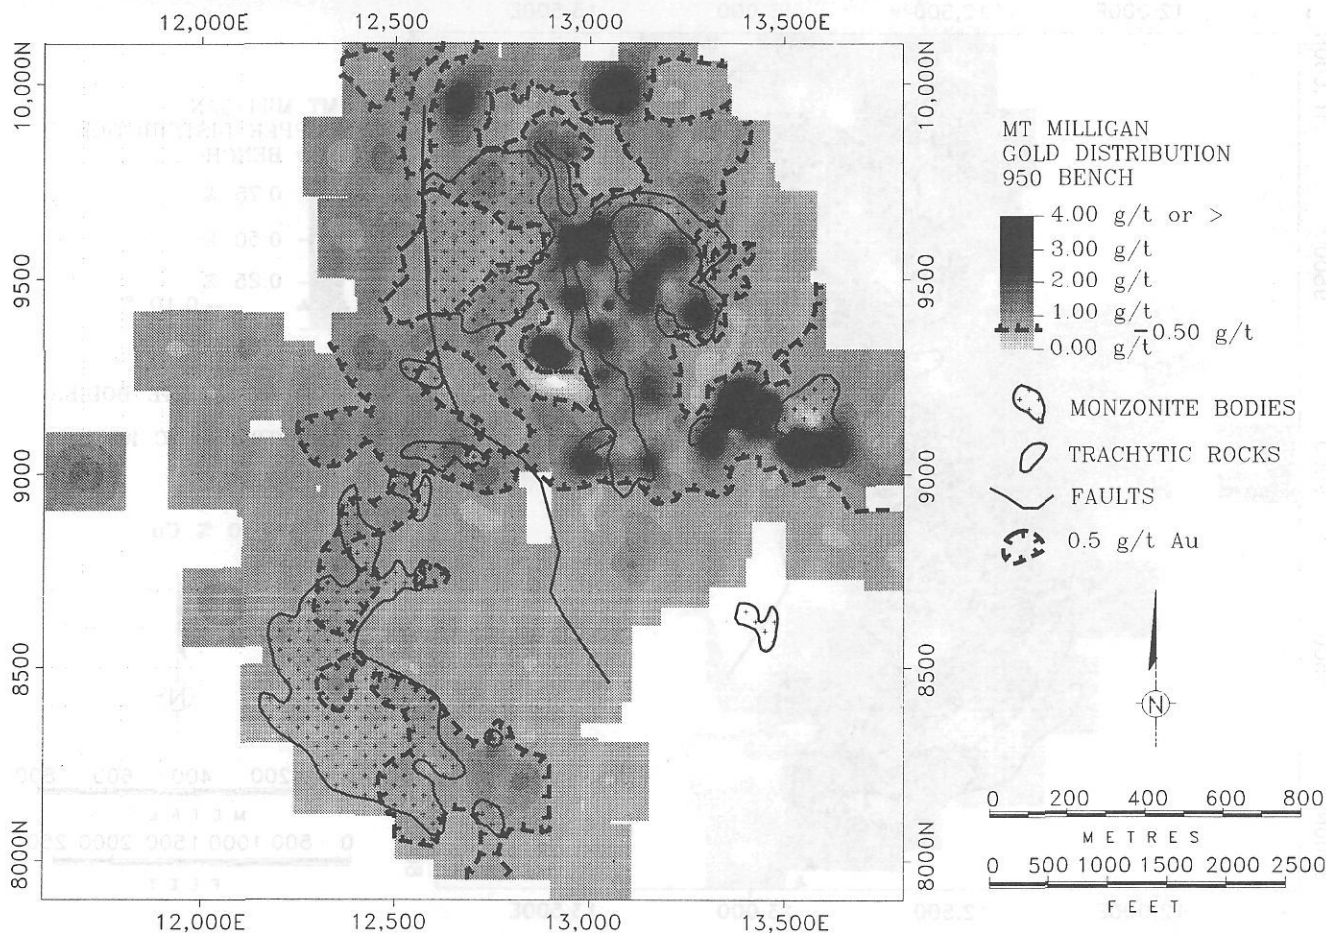 12,000E 12,500 13,000 13,500E
10,000N
9500
9000
8500
8000N
10,000N
9500
9000
8500
8000N
12,000E 12,500 13,000 13,500E
MT MILLIGAN
GOLD DISTRIBUTION
950 BENCH
4.00 g/t or >
3.00 g/t
2.00 g/t
1.00 g/t
0.50 g/t
0.00 g/t
MONZONITE BODIES
TRACHYTIC ROCKS
FAULTS
0.5 g/t Au
N
0 200 400 600 800
METRES
0 500 1000 1500 2000 2500
FEET